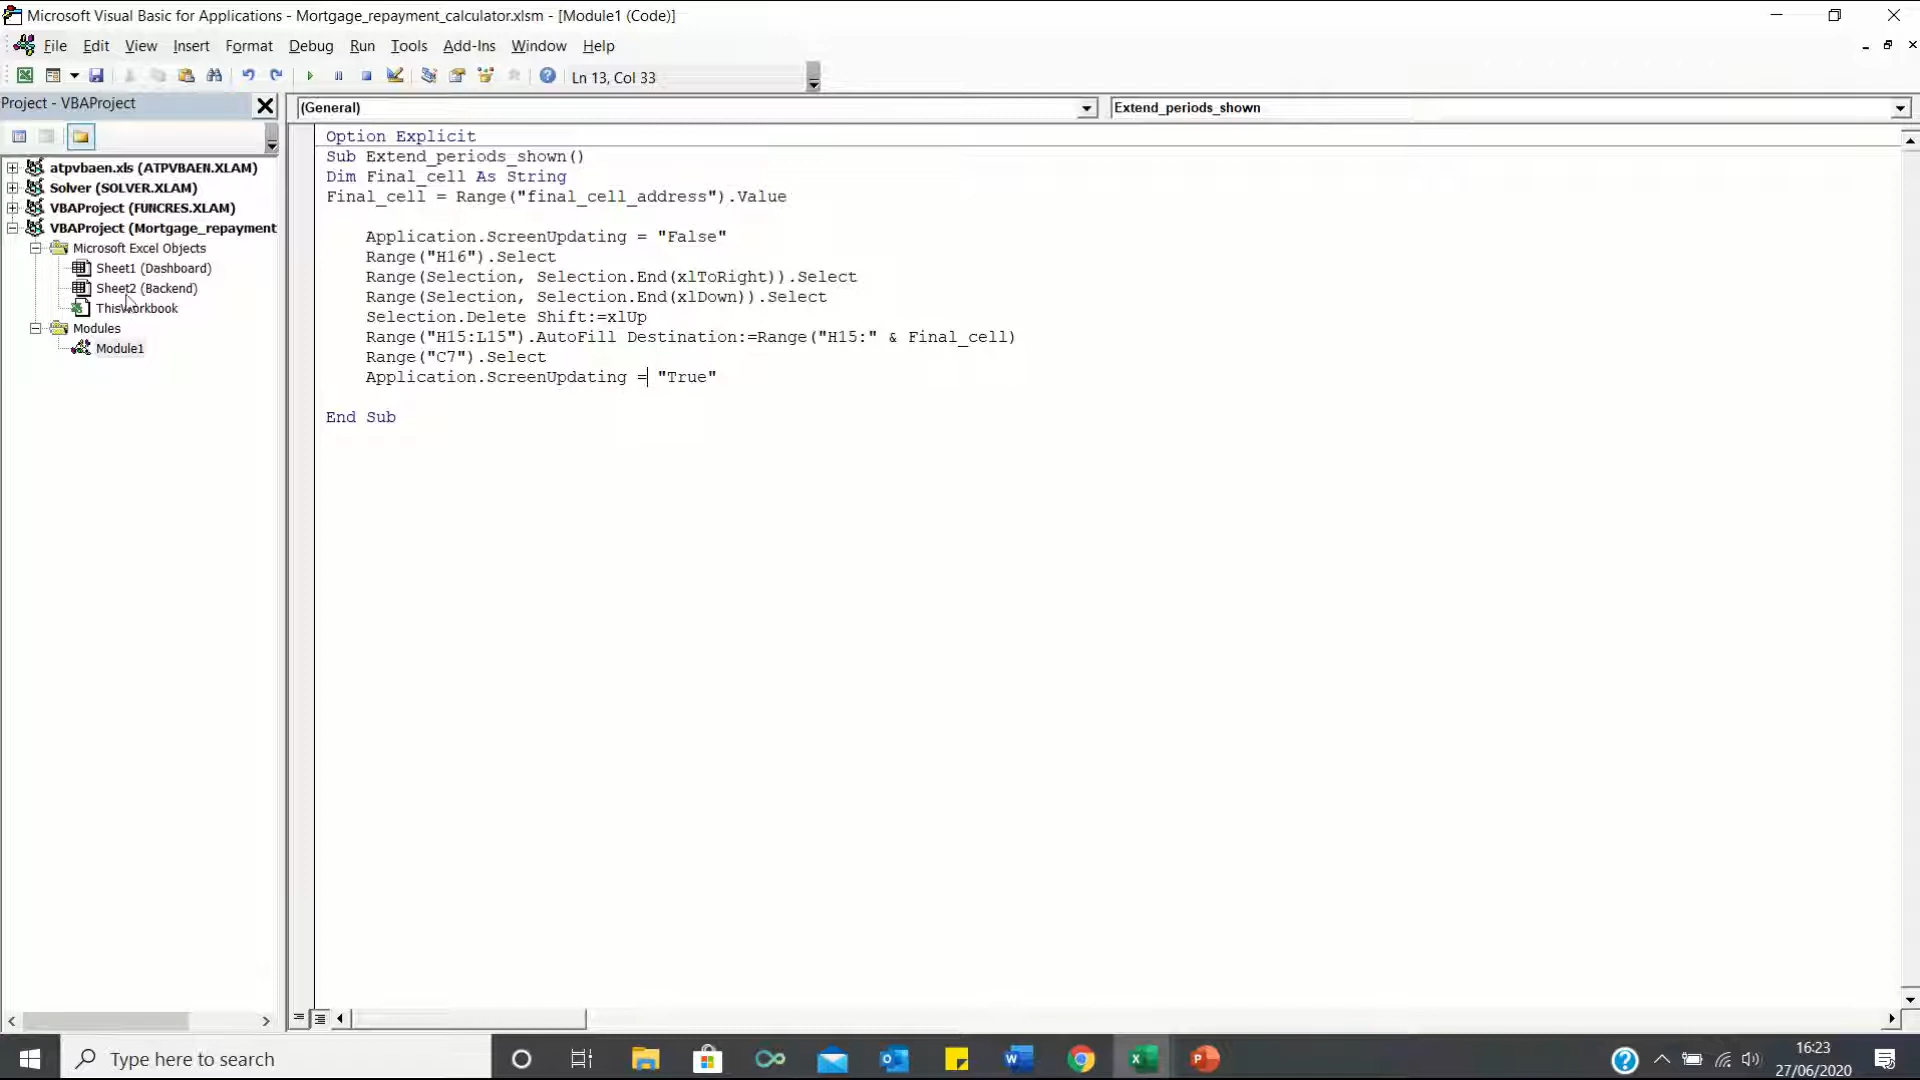 Microsoft Visual Basic for Applications - Mortgage_repayment_calculator.xlsm - [Module1 (Code)]
File Edit View Insert Format Debug Run Tools Add-Ins Window Help
Ln 13, Col 33
Project - VBAProject
(General)
Extend_periods_shown
atpvbaen.xls (ATPVBAEN.XLAM)
Solver (SOLVER.XLAM)
VBAProject (FUNCRES.XLAM)
VBAProject (Mortgage_repayment
Microsoft Excel Objects
Sheet1 (Dashboard)
Sheet2 (Backend)
ThisWorkbook
Modules
Module1
Option Explicit
Sub Extend_periods_shown()
Dim Final_cell As String
Final_cell = Range("final_cell_address").Value
Application.ScreenUpdating = "False"
Range("H16").Select
Range(Selection, Selection.End(xlToRight)).Select
Range(Selection, Selection.End(xlDown)).Select
Selection.Delete Shift:=xlUp
Range("H15:L15").AutoFill Destination:=Range("H15:" & Final_cell)
Range("C7").Select
Application.ScreenUpdating = "True"
End Sub
Type here to search
16:23
27/06/2020